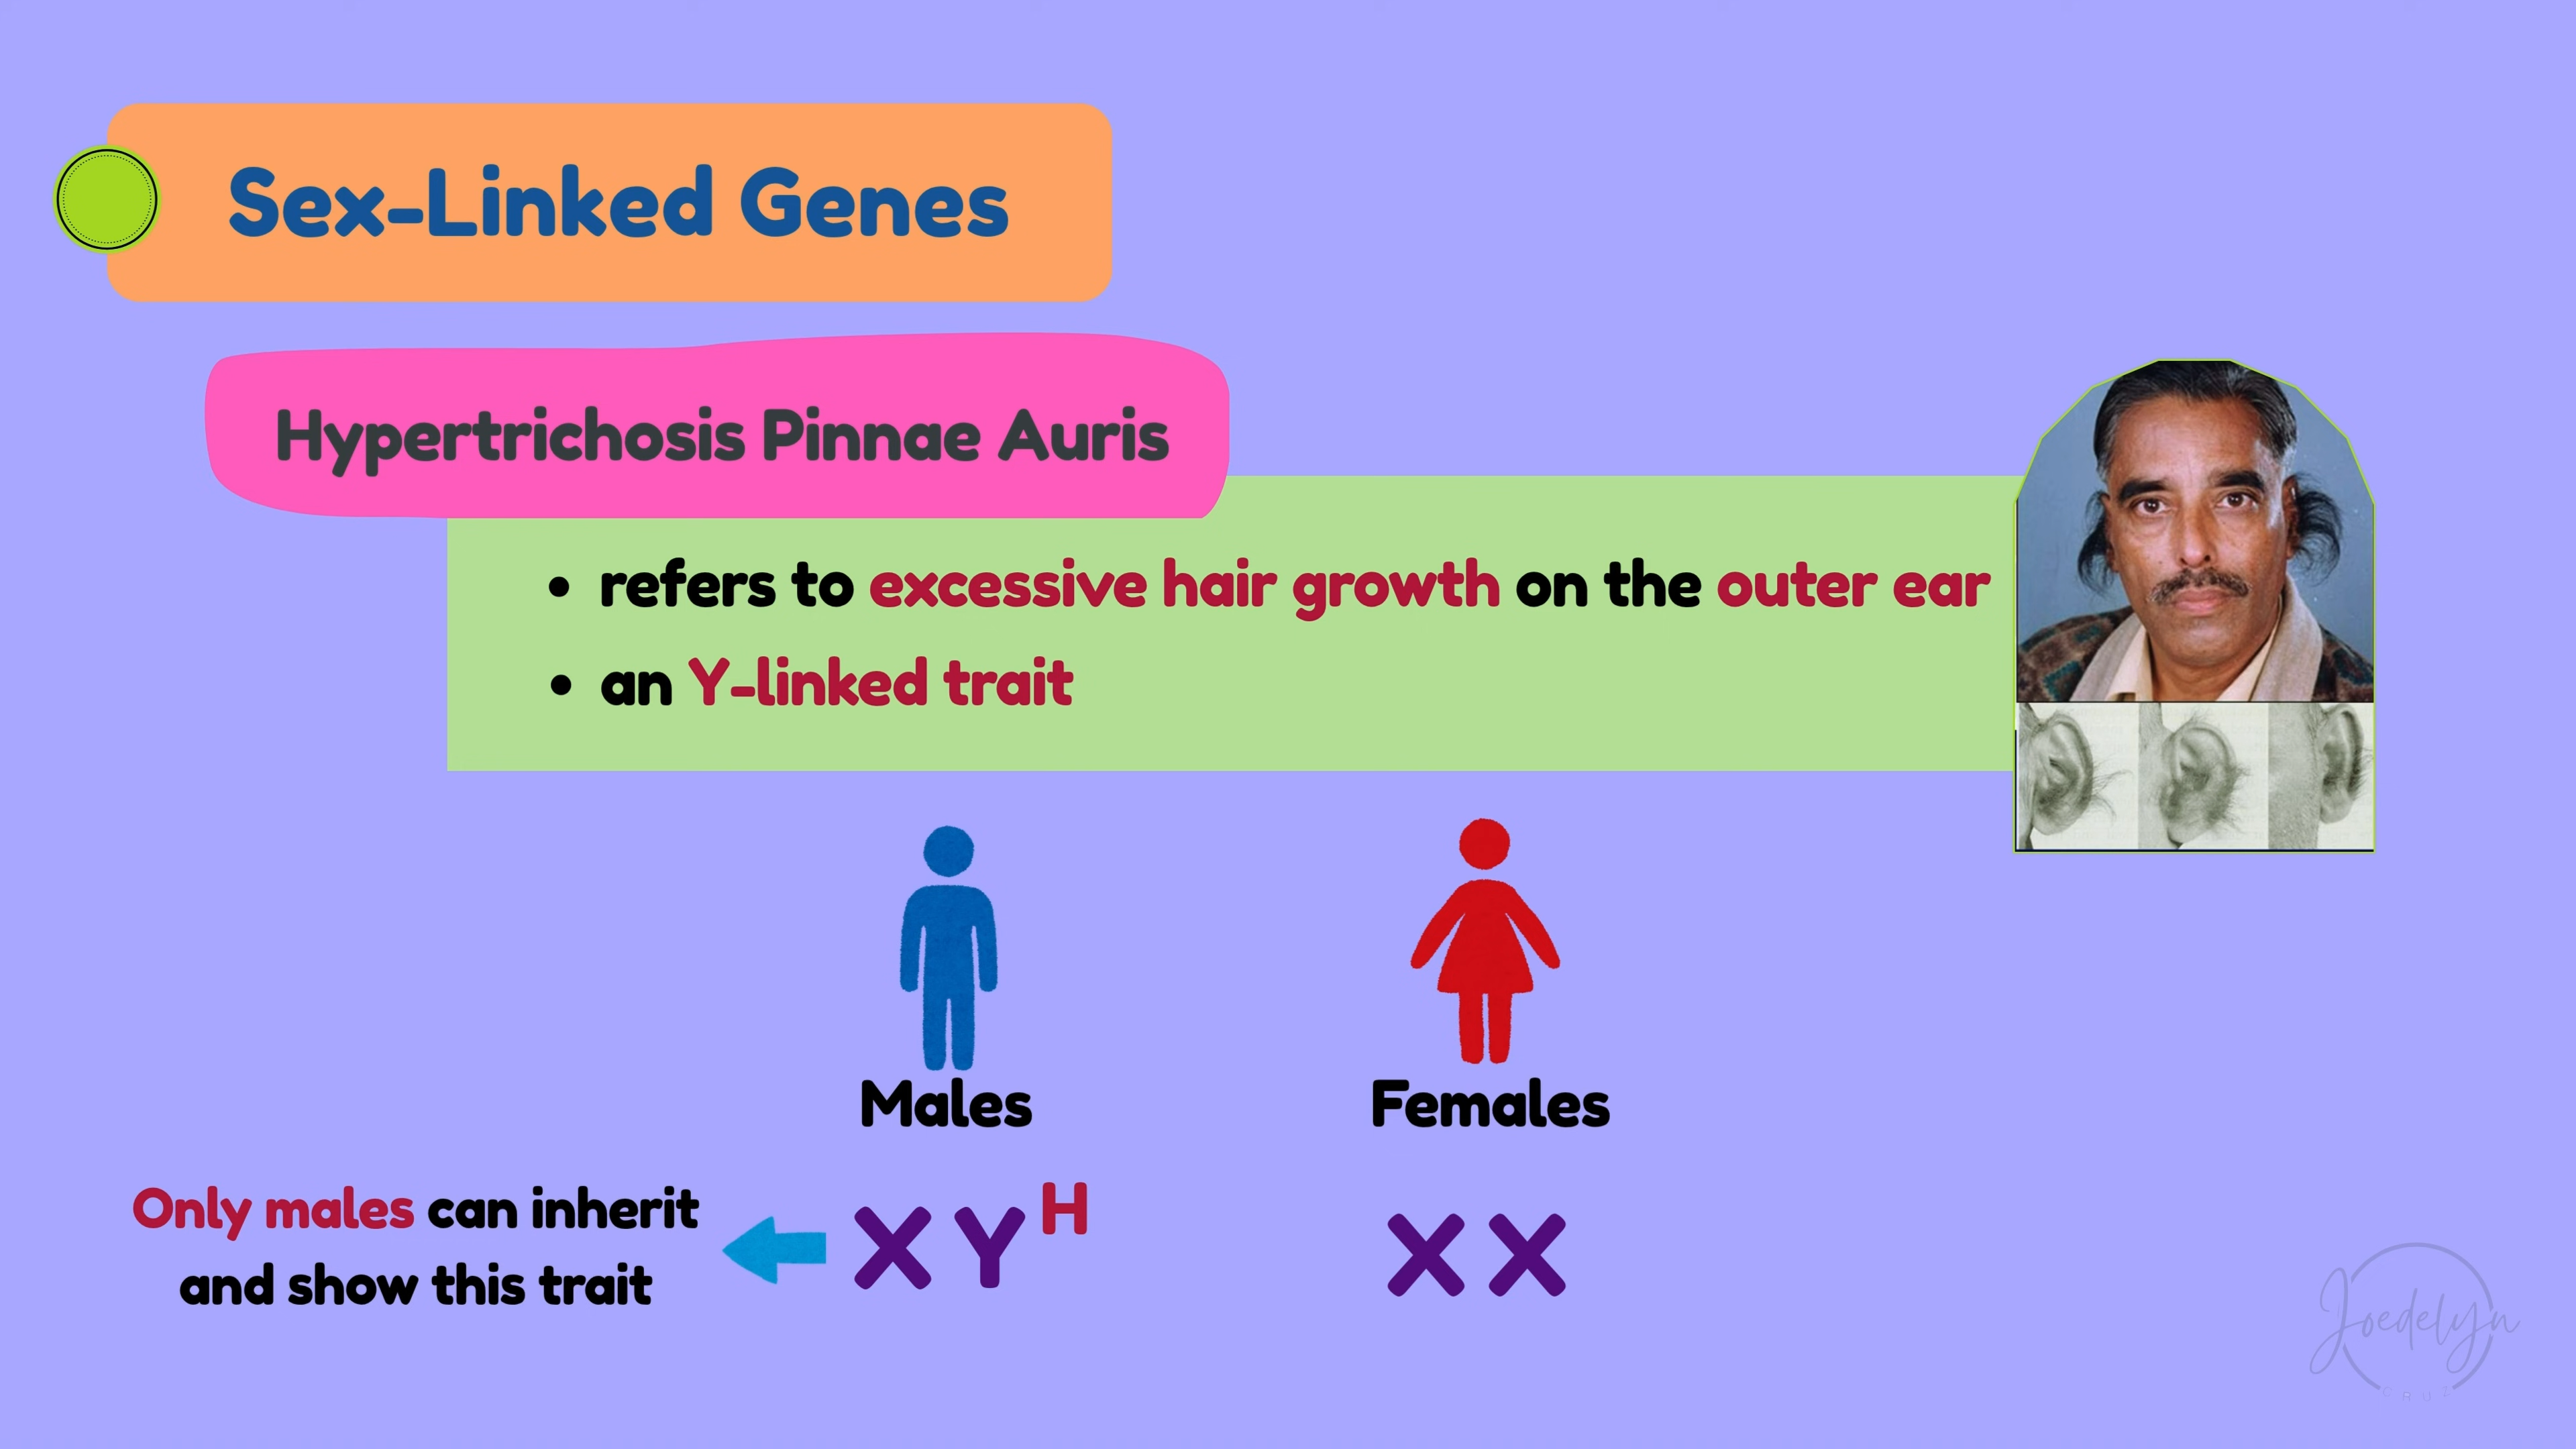 Sex-Linked Genes
Hypertrichosis Pinnae Auris
• refers to excessive hair growth on the outer ear
• an Y-linked trait
Males
Females
Only males can inherit
and show this trait
X Y H
X X
Joedelyn
CRUZ